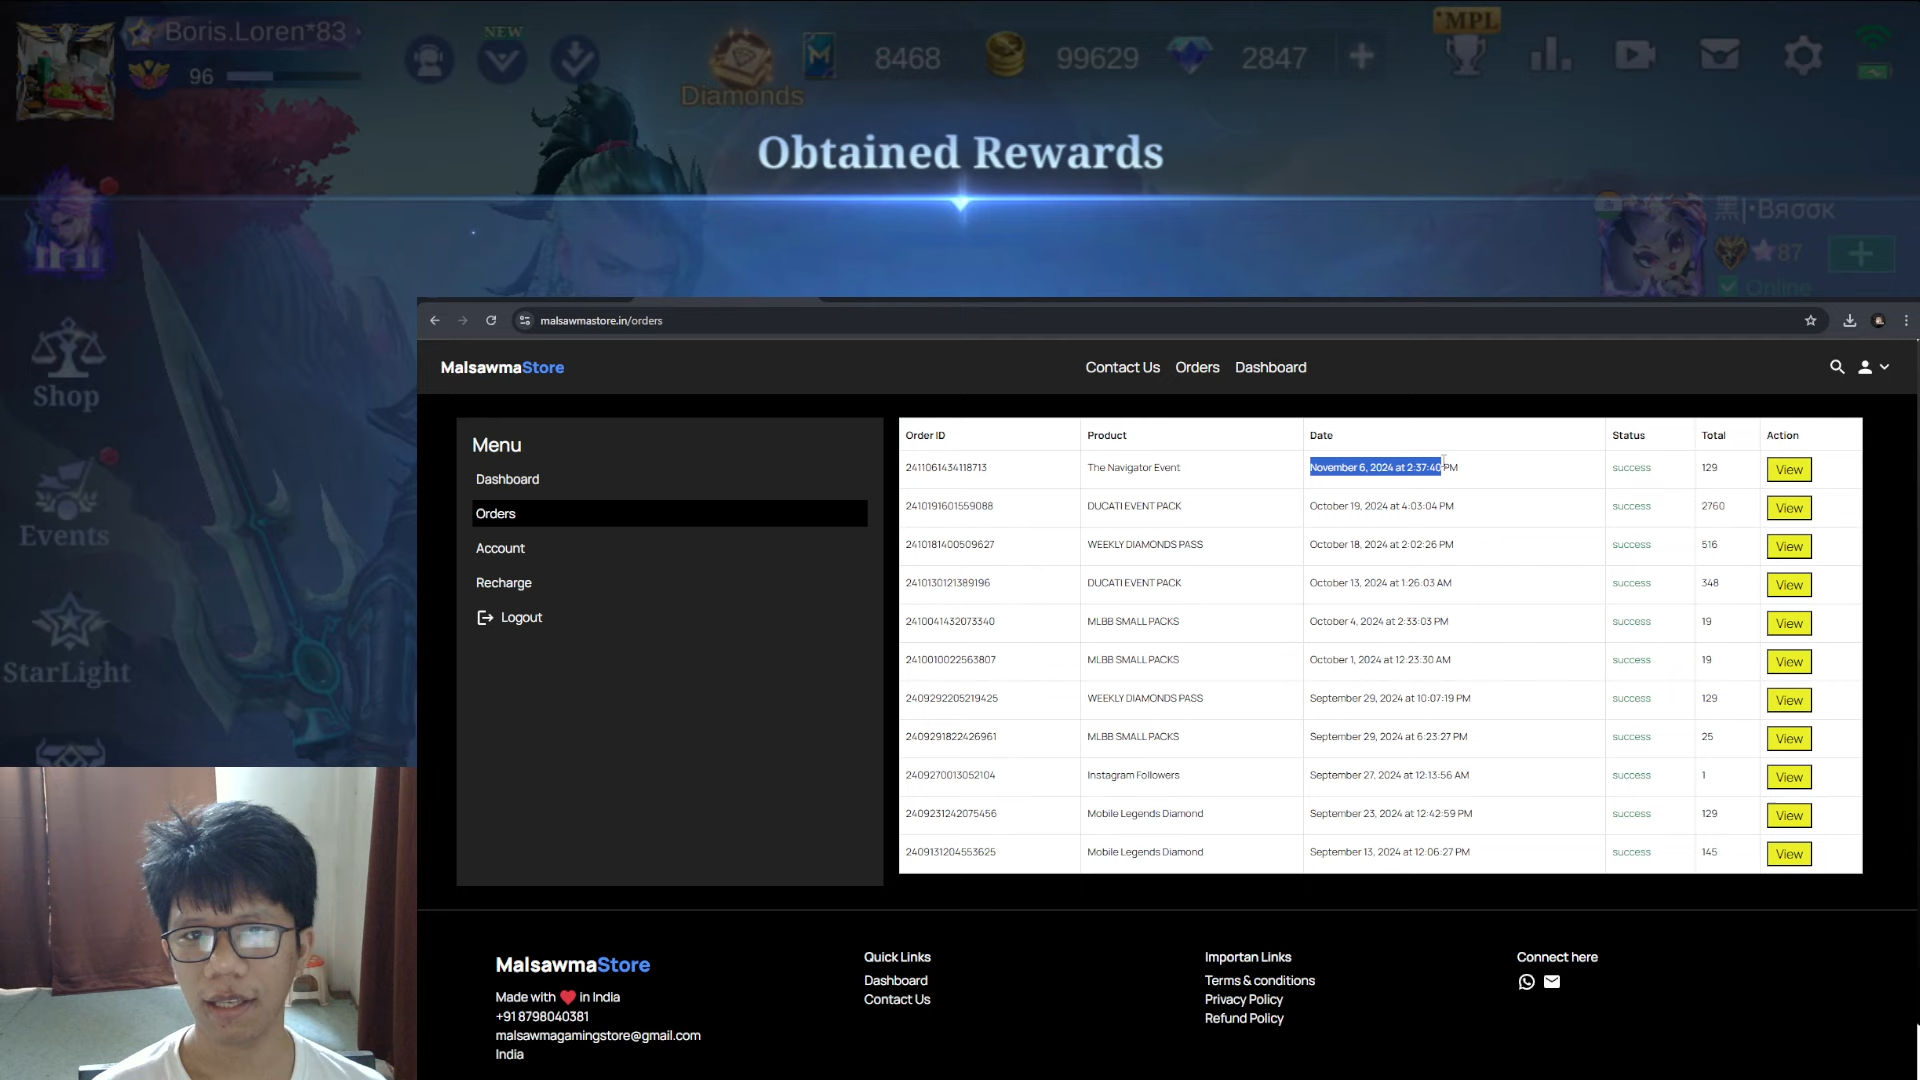 Boris.Loren*83
96
NEW
Diamonds
8468
99629
2847
MPL
Obtained Rewards
黑|•Вяσσк
87
Online
Shop
Events
StarLight
malsawmastore.in/orders
MalsawmaStore
Contact Us Orders Dashboard
Menu
Dashboard
Orders
Account
Recharge
Logout
Order ID Product Date Status Total Action
2411061434118713 The Navigator Event November 6, 2024 at 2:37:40 PM success 129 View
2410191601559088 DUCATI EVENT PACK October 19, 2024 at 4:03:04 PM success 2760 View
2410181400509627 WEEKLY DIAMONDS PASS October 18, 2024 at 2:02:26 PM success 516 View
2410130121389196 DUCATI EVENT PACK October 13, 2024 at 1:26:03 AM success 348 View
2410041432073340 MLBB SMALL PACKS October 4, 2024 at 2:33:03 PM success 19 View
2410010022563807 MLBB SMALL PACKS October 1, 2024 at 12:23:30 AM success 19 View
2409292205219425 WEEKLY DIAMONDS PASS September 29, 2024 at 10:07:19 PM success 129 View
2409291822426961 MLBB SMALL PACKS September 29, 2024 at 6:23:27 PM success 25 View
2409270013052104 Instagram Followers September 27, 2024 at 12:13:56 AM success 1 View
2409231242075456 Mobile Legends Diamond September 23, 2024 at 12:42:59 PM success 129 View
2409131204553625 Mobile Legends Diamond September 13, 2024 at 12:06:27 PM success 145 View
MalsawmaStore
Made with ❤ in India
+91 8798040381
malsawmagamingstore@gmail.com
India
Quick Links
Dashboard
Contact Us
Importan Links
Terms & conditions
Privacy Policy
Refund Policy
Connect here